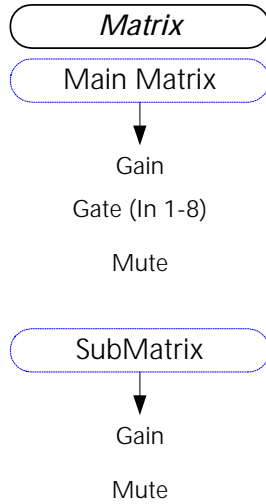 Matrix
Main Matrix
Gain
Gate (In 1-8)
Mute
SubMatrix
Gain
Mute